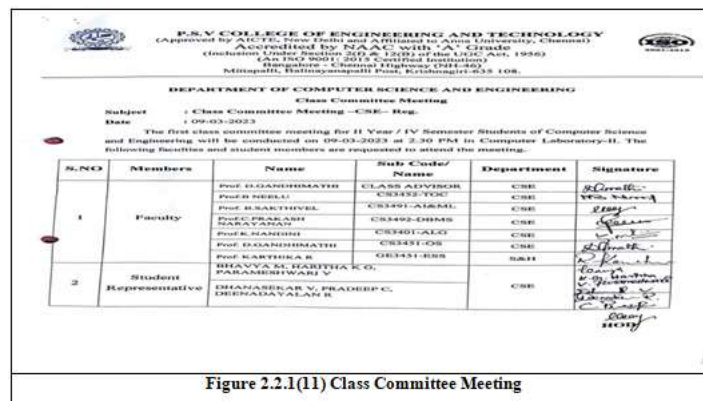 P.S.V COLLEGE OF ENGINEERING AND TECHNOLOGY
(Approved by AICTE, New Delhi and Affiliated to Anna University, Chennai)
Accredited by NAAC with 'A' Grade
(Inclusion Under Section 2(f) & 12(B) of the UGC Act, 1956)
(An ISO 9001: 2015 Certified Institution)
Bangalore - Chennai Highway (NH-46)
Mittapalli, Balinayanapalli Post, Krishnagiri-635 108.
ISO
DEPARTMENT OF COMPUTER SCIENCE AND ENGINEERING
Class Committee Meeting
Subject : Class Committee Meeting –CSE– Reg.
Date : 09-03-2023
The first class committee meeting for II Year / IV Semester Students of Computer Science
and Engineering will be conducted on 09-03-2023 at 2.30 PM in Computer Laboratory-II. The
following faculties and student members are requested to attend the meeting.
S.NO Members Name Sub Code/ Name Department Signature
1 Faculty
Prof. D.GANDHIMATHI CLASS ADVISOR CSE
Prof.B NEELU CS3452-TOC CSE
Prof. B.SAKTHIVEL CS3491-AI&ML CSE
Prof.C.PRAKASH NARAYANAN CS3492-DBMS CSE
Prof.K.NANDINI CS3401-ALG CSE
Prof. D.GANDHIMATHI CS3451-OS CSE
Prof. KARTHIKA R GE3451-ESS S&H
2 Student Representative
BHAVYA M, HARITHA K G,
PARAMESHWARI V
DHANASEKAR V, PRADEEP C,
DEENADAYALAN R
CSE
HOD
Figure 2.2.1(11) Class Committee Meeting